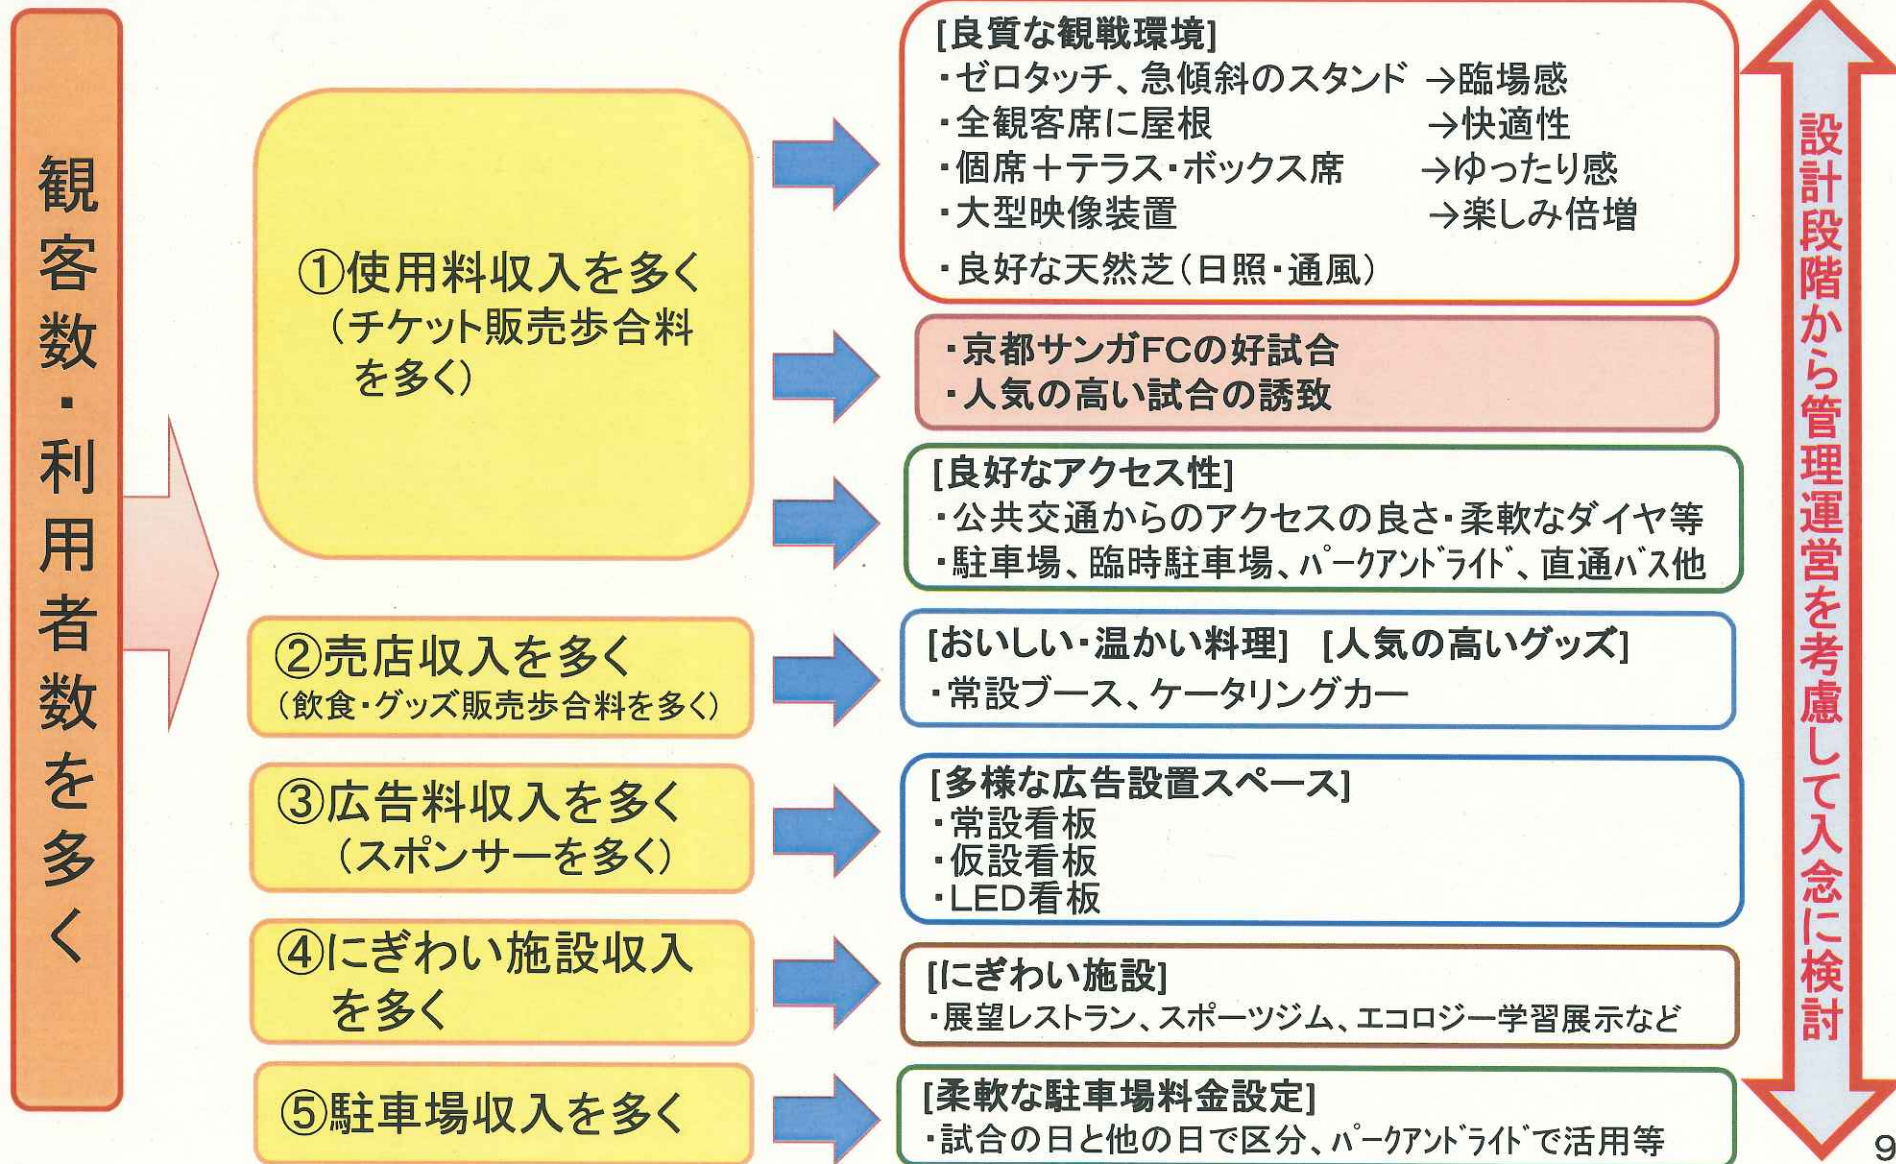 観客数・利用者数を多く
①使用料収入を多く
(チケット販売歩合料
を多く)
[良質な観戦環境]
・ゼロタッチ、急傾斜のスタンド →臨場感
・全観客席に屋根 →快適性
・個席+テラス・ボックス席 →ゆったり感
・大型映像装置 →楽しみ倍増
・良好な天然芝(日照・通風)
・京都サンガFCの好試合
・人気の高い試合の誘致
[良好なアクセス性]
・公共交通からのアクセスの良さ・柔軟なダイヤ等
・駐車場、臨時駐車場、パークアンドライド、直通バス他
②売店収入を多く
(飲食・グッズ販売歩合料を多く)
[おいしい・温かい料理] [人気の高いグッズ]
・常設ブース、ケータリングカー
③広告料収入を多く
(スポンサーを多く)
[多様な広告設置スペース]
・常設看板
・仮設看板
・LED看板
④にぎわい施設収入
を多く
[にぎわい施設]
・展望レストラン、スポーツジム、エコロジー学習展示など
⑤駐車場収入を多く
[柔軟な駐車場料金設定]
・試合の日と他の日で区分、パークアンドライドで活用等
設計段階から管理運営を考慮して入念に検討
9